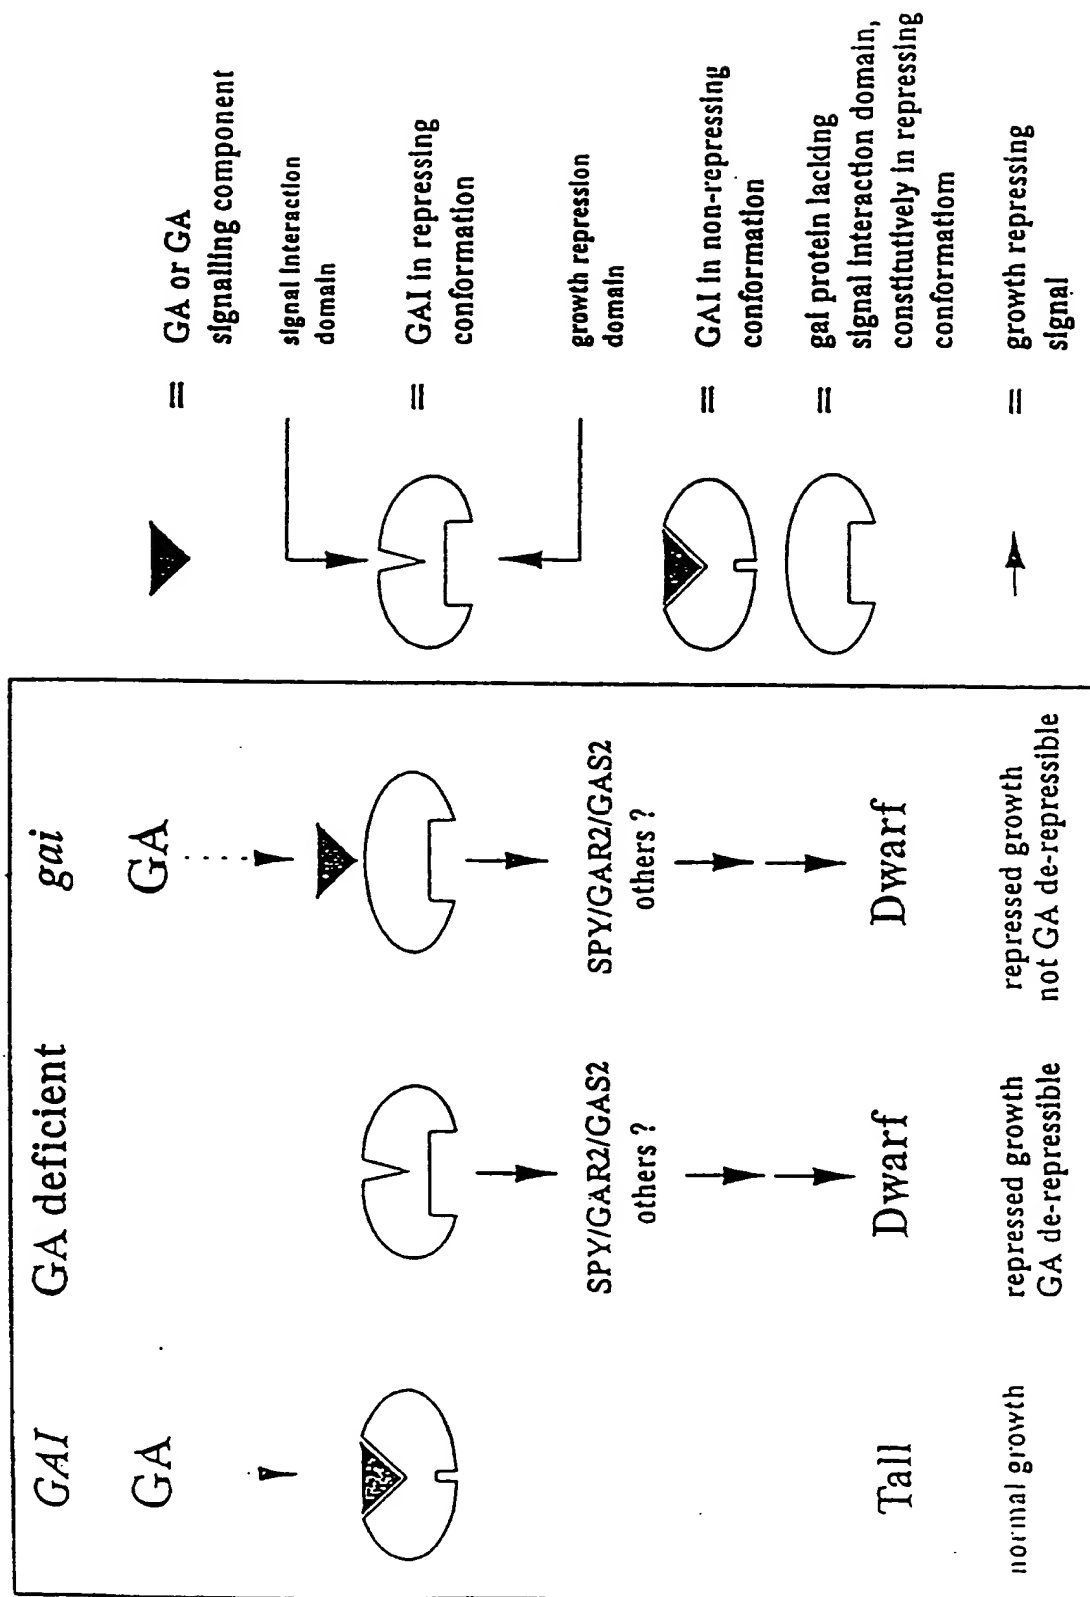 GAI
GA
Tall
normal growth
GA deficient
SPY/GAR2/GAS2
others ?
Dwarf
repressed growth
GA de-repressible
gai
GA
SPY/GAR2/GAS2
others ?
Dwarf
repressed growth
not GA de-repressible
= GA or GA
signalling component
signal interaction
domain
= GAI in repressing
conformation
growth repression
domain
= GAI in non-repressing
conformation
= gai protein lacking
signal interaction domain,
constitutively in repressing
conformatiom
= growth repressing
signal